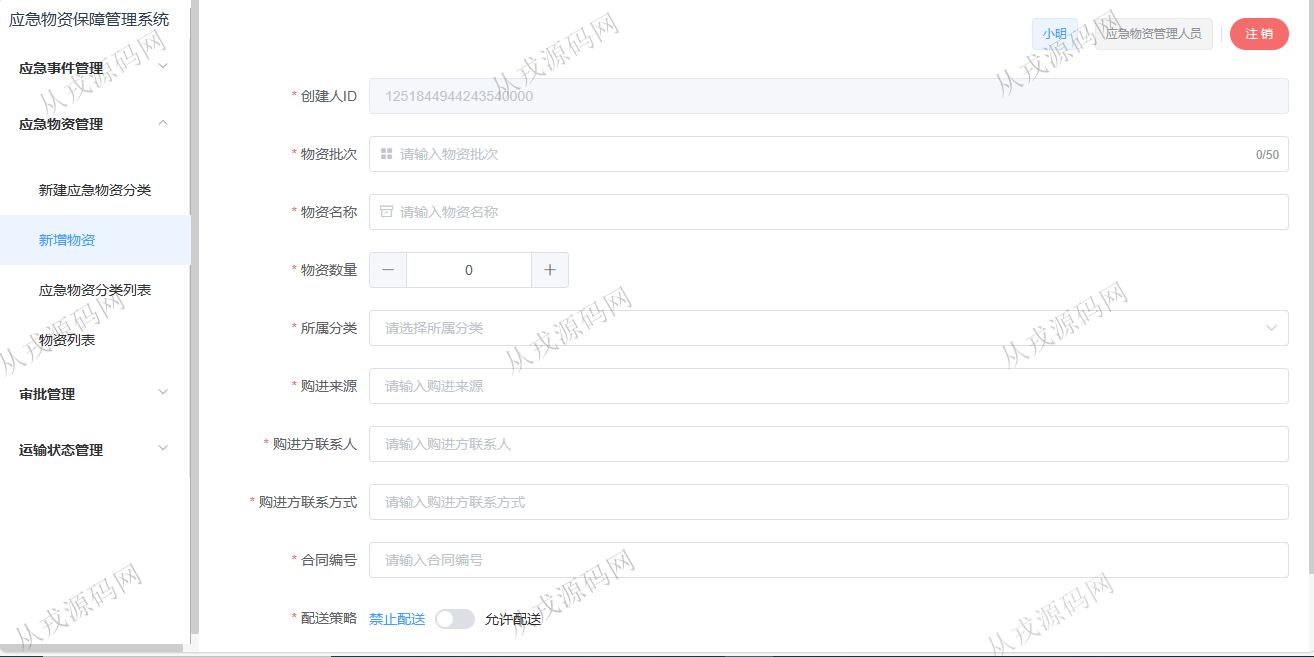 应急物资保障管理系统
小明
应急物资管理人员
注 销
应急事件管理
应急物资管理
新建应急物资分类
新增物资
应急物资分类列表
物资列表
审批管理
运输状态管理
* 创建人ID
1251844944243540000
* 物资批次
请输入物资批次
0/50
* 物资名称
请输入物资名称
* 物资数量
0
* 所属分类
请选择所属分类
* 购进来源
请输入购进来源
* 购进方联系人
请输入购进方联系人
* 购进方联系方式
请输入购进方联系方式
* 合同编号
请输入合同编号
* 配送策略
禁止配送
允许配送
从戎源码网
从戎源码网
从戎源码网
从戎源码网
从戎源码网
从戎源码网
从戎源码网
从戎源码网
从戎源码网